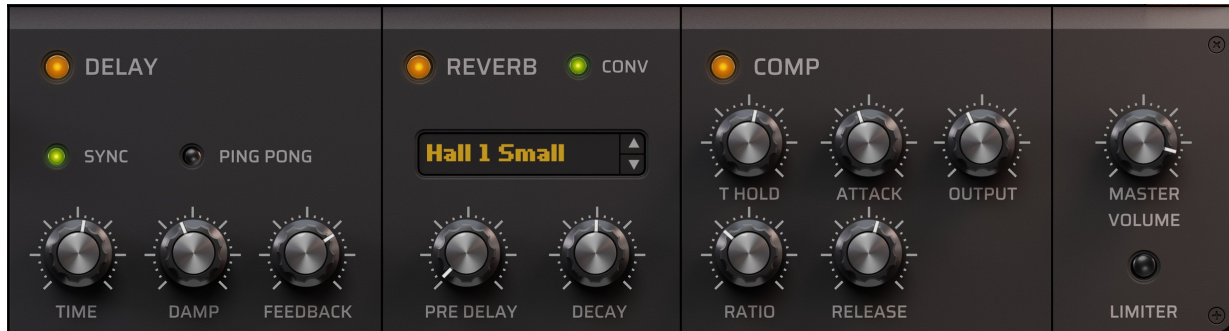 DELAY
SYNC
PING PONG
TIME
DAMP
FEEDBACK
REVERB
CONV
Hall 1 Small
PRE DELAY
DECAY
COMP
T HOLD
ATTACK
OUTPUT
RATIO
RELEASE
MASTER
VOLUME
LIMITER